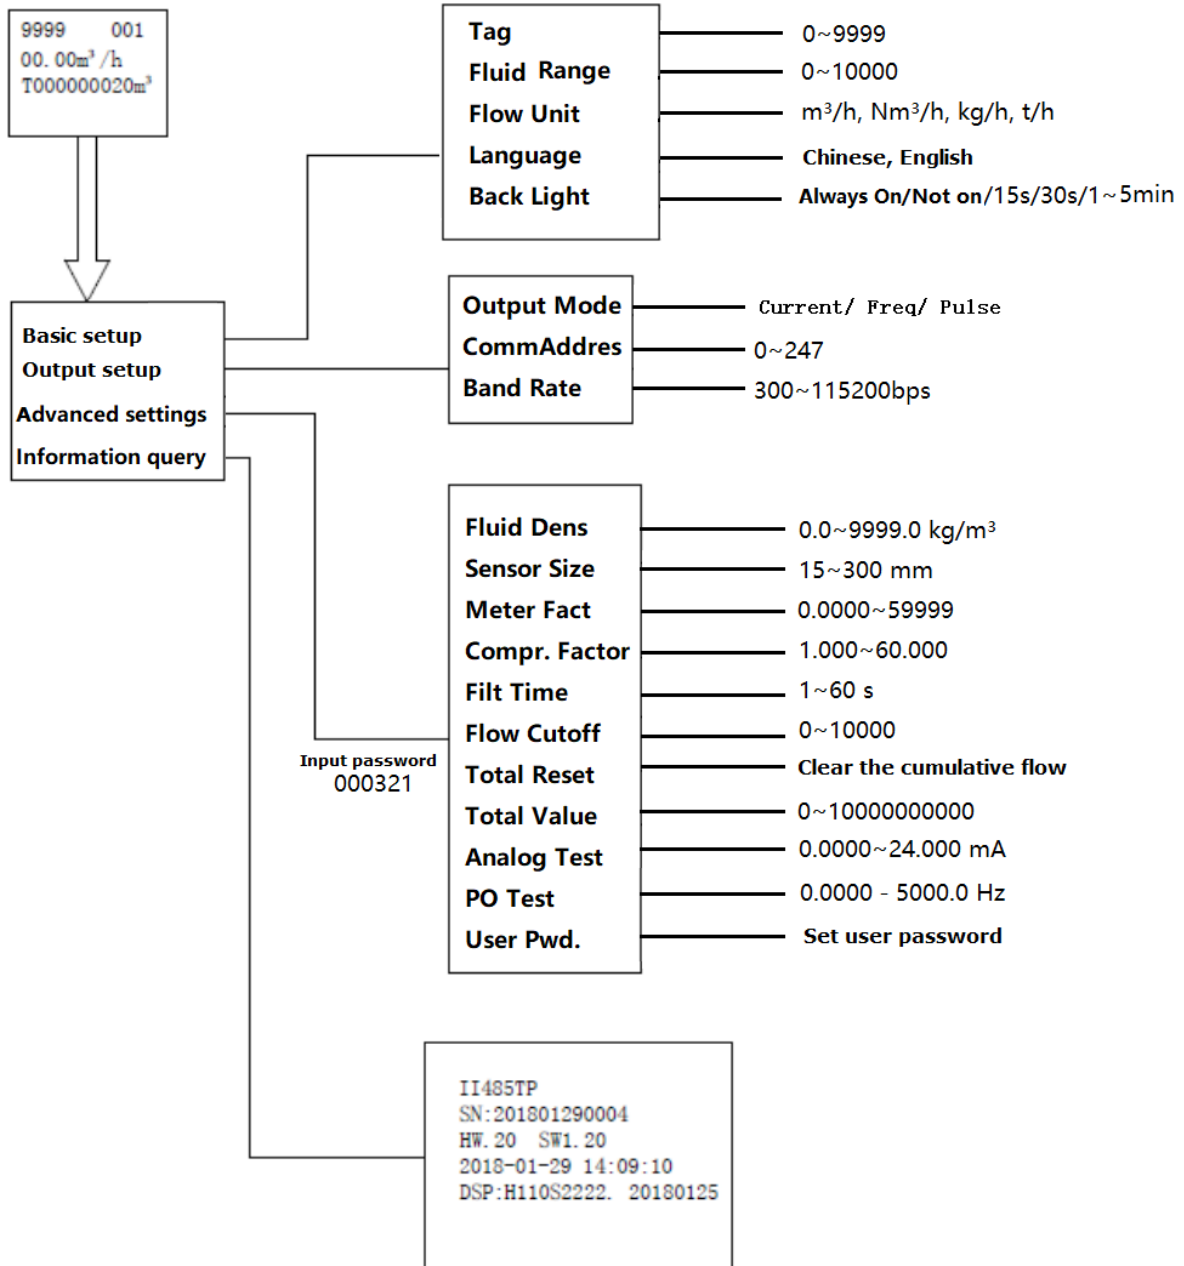 9999 001
00.00m³/h
T000000020m³
Basic setup
Output setup
Advanced settings
Information query
Tag 0~9999
Fluid Range 0~10000
Flow Unit m³/h, Nm³/h, kg/h, t/h
Language Chinese, English
Back Light Always On/Not on/15s/30s/1~5min
Output Mode Current/ Freq/ Pulse
CommAddres 0~247
Band Rate 300~115200bps
Input password
000321
Fluid Dens 0.0~9999.0 kg/m³
Sensor Size 15~300 mm
Meter Fact 0.0000~59999
Compr. Factor 1.000~60.000
Filt Time 1~60 s
Flow Cutoff 0~10000
Total Reset Clear the cumulative flow
Total Value 0~10000000000
Analog Test 0.0000~24.000 mA
PO Test 0.0000 - 5000.0 Hz
User Pwd. Set user password
II485TP
SN:201801290004
HW.20 SW1.20
2018-01-29 14:09:10
DSP:H110S2222. 20180125